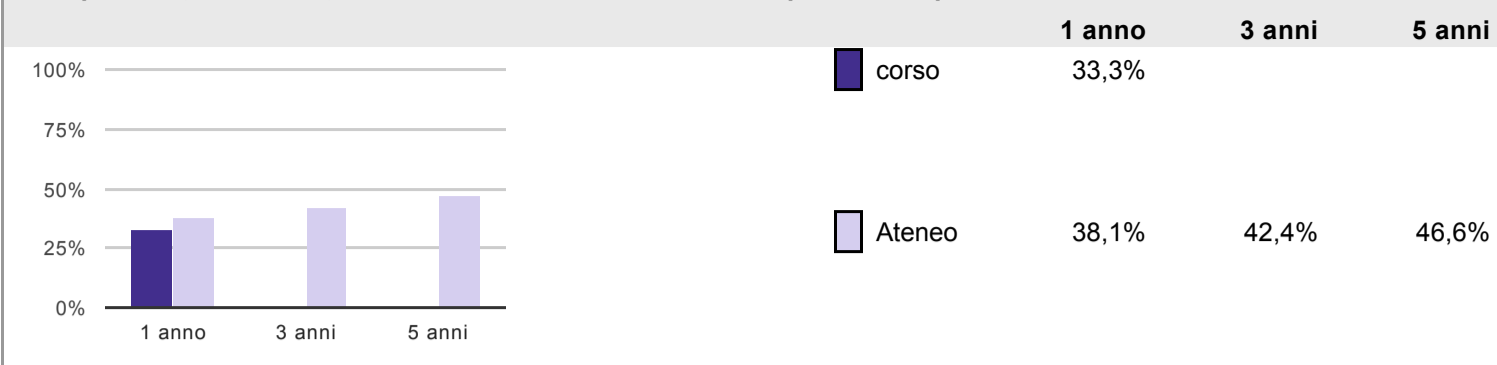 1 anno 3 anni 5 anni
100%
75%
50%
25%
0%
1 anno 3 anni 5 anni
corso 33,3%
Ateneo 38,1% 42,4% 46,6%